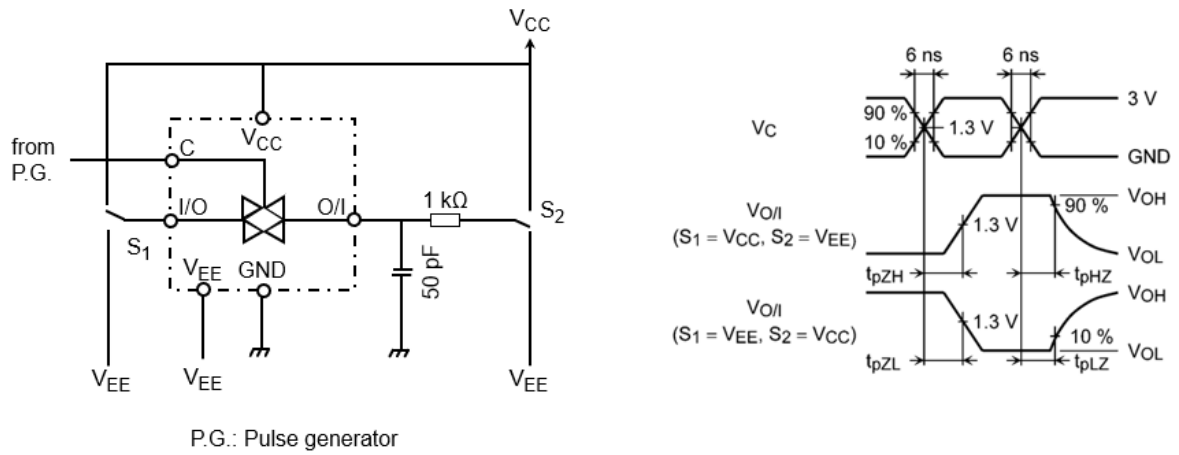 VCC
from
P.G.
C
VCC
I/O
O/I
1 kΩ
S1
S2
VEE
GND
50 pF
VEE
VEE
VEE
P.G.: Pulse generator
6 ns
6 ns
VC
90 %
10 %
1.3 V
3 V
GND
VO/I
(S1 = VCC, S2 = VEE)
1.3 V
90 %
VOH
VOL
tpZH
tpHZ
VO/I
(S1 = VEE, S2 = VCC)
1.3 V
10 %
VOH
VOL
tpZL
tpLZ